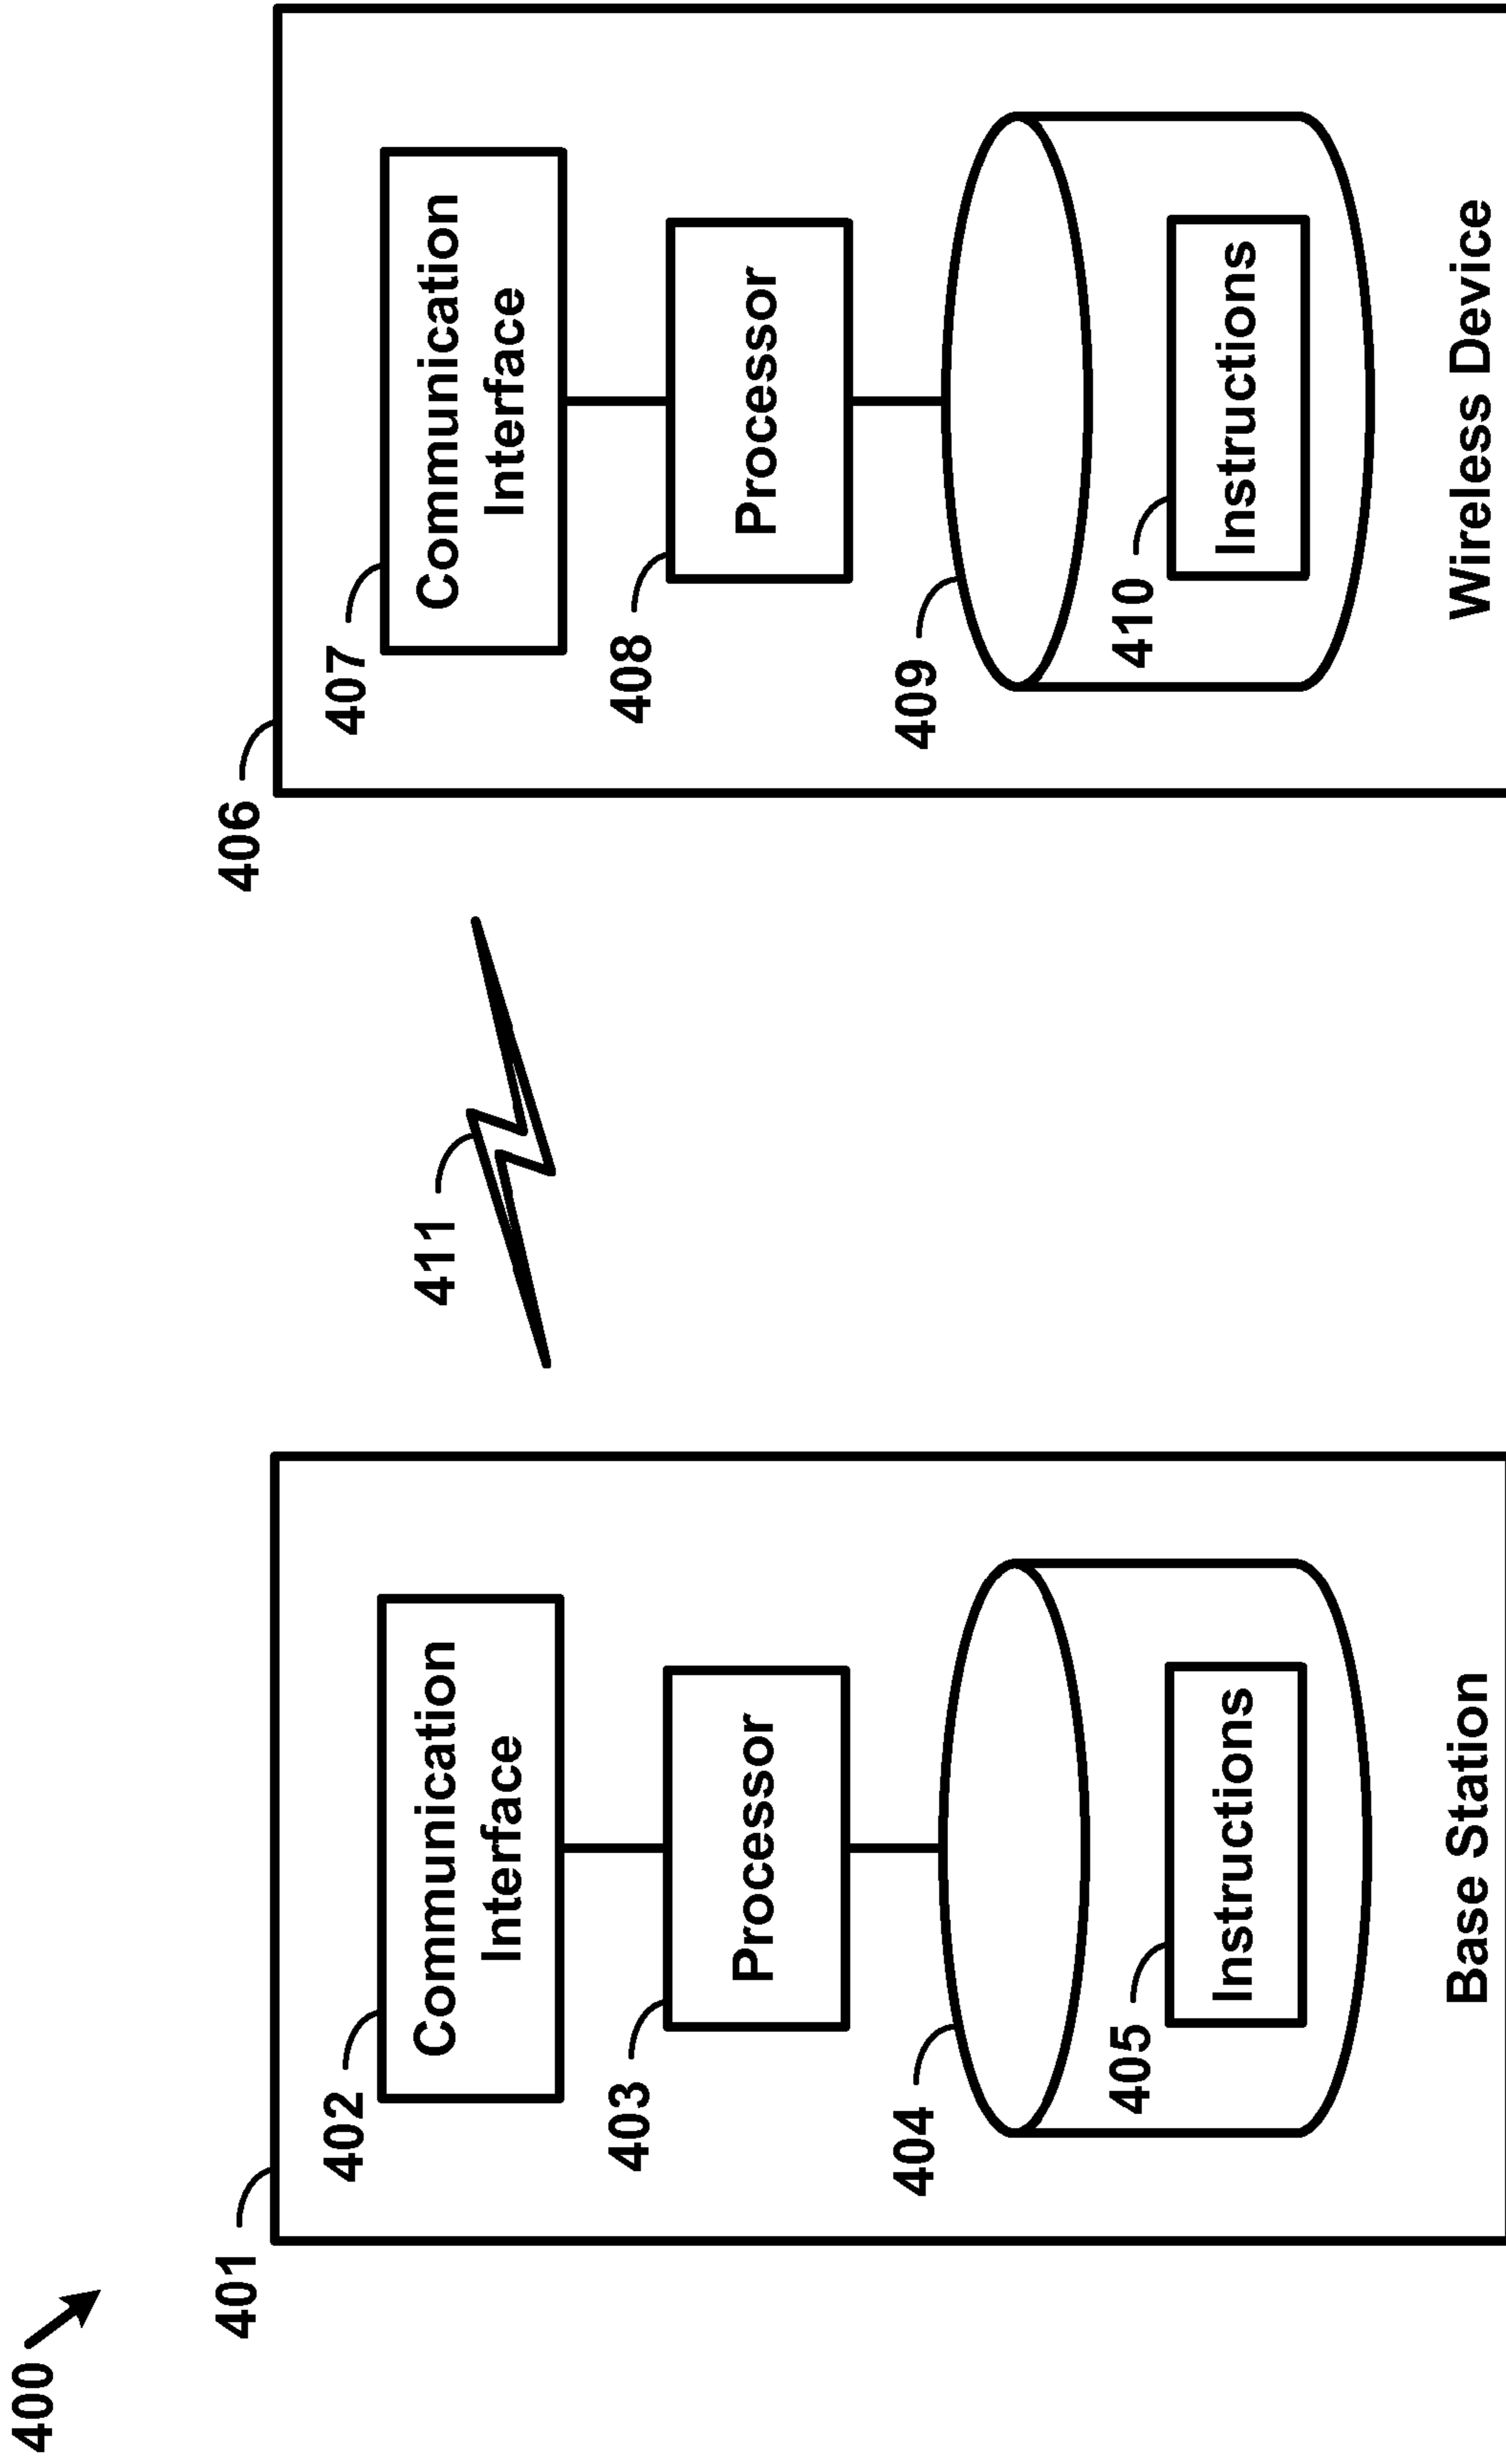 400
401
402
Communication
Interface
403
Processor
404
405
Instructions
Base Station
411
406
407
Communication
Interface
408
Processor
409
410
Instructions
Wireless Device